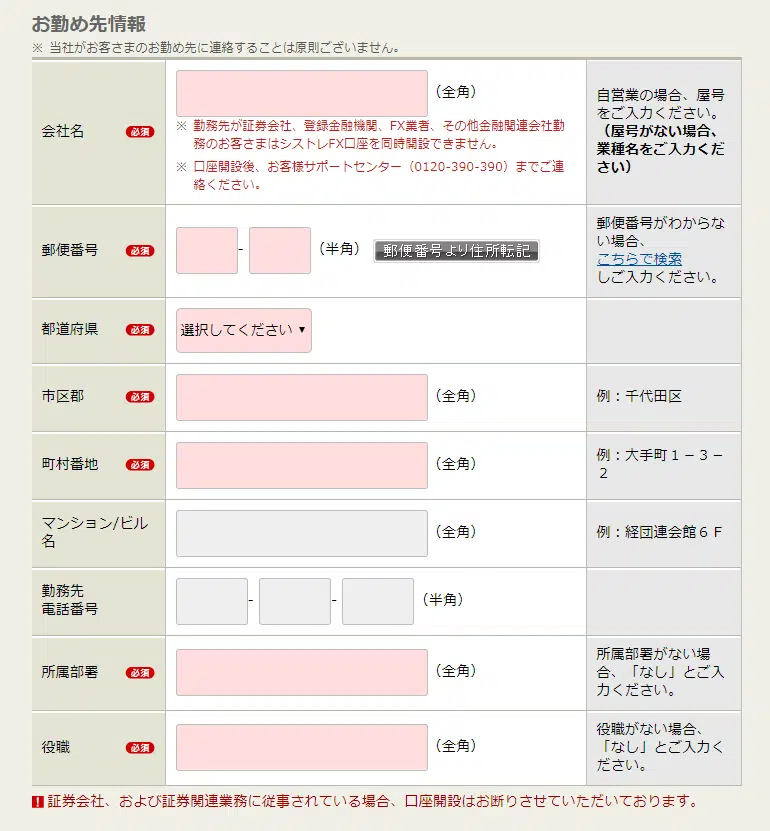 お勤め先情報
※ 当社がお客さまのお勤め先に連絡することは原則ございません。
会社名 必須
（全角）
※ 勤務先が証券会社、登録金融機関、FX業者、その他金融関連会社勤
務のお客さまはシストレFX口座を同時開設できません。
※ 口座開設後、お客様サポートセンター（0120-390-390）までご連
絡ください。
自営業の場合、屋号
をご入力ください。
（屋号がない場合、
業種名をご入力くだ
さい）
郵便番号 必須
- （半角） 郵便番号より住所転記
郵便番号がわからな
い場合、
こちらで検索
しご入力ください。
都道府県 必須
選択してください ▼
市区郡 必須
（全角）
例：千代田区
町村番地 必須
（全角）
例：大手町１－３－
２
マンション/ビル
名
（全角）
例：経団連会館６Ｆ
勤務先
電話番号
- - （半角）
所属部署 必須
（全角）
所属部署がない場
合、「なし」とご入
力ください。
役職 必須
（全角）
役職がない場合、
「なし」とご入力く
ださい。
! 証券会社、および証券関連業務に従事されている場合、口座開設はお断りさせていただいております。